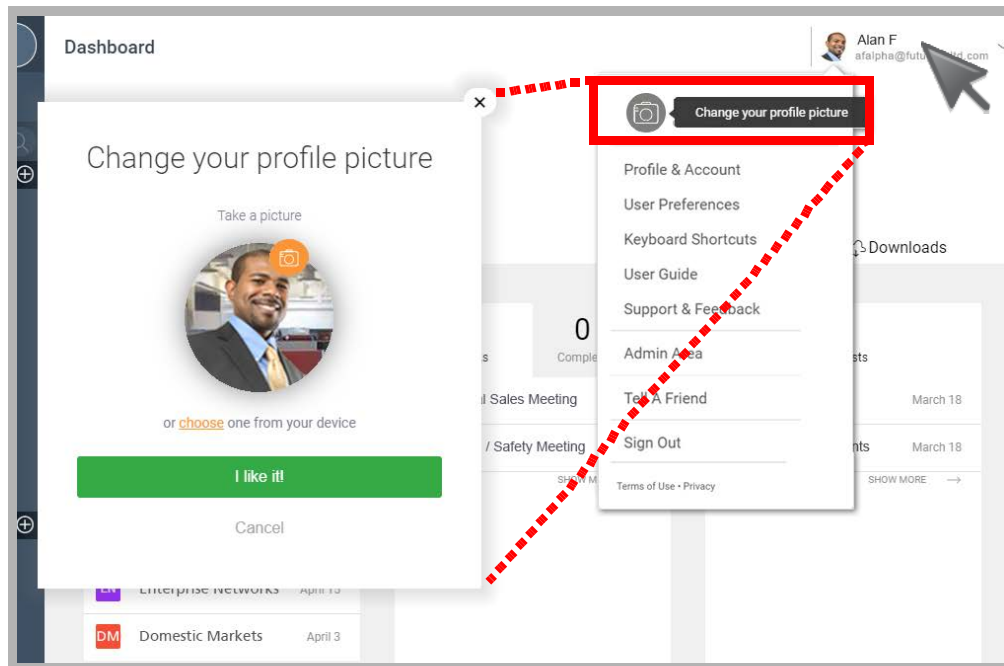 Dashboard
Alan F
Change your profile picture
Change your profile picture
Take a picture
or choose one from your device
I like it!
Cancel
Profile & Account
User Preferences
Keyboard Shortcuts
User Guide
Support & Feedback
Admin Area
Tell A Friend
Sign Out
Terms of Use • Privacy
Downloads
0
Sales Meeting March 18
/ Safety Meeting March 18
SHOW MORE →
Enterprise Networks April 15
DM Domestic Markets April 3